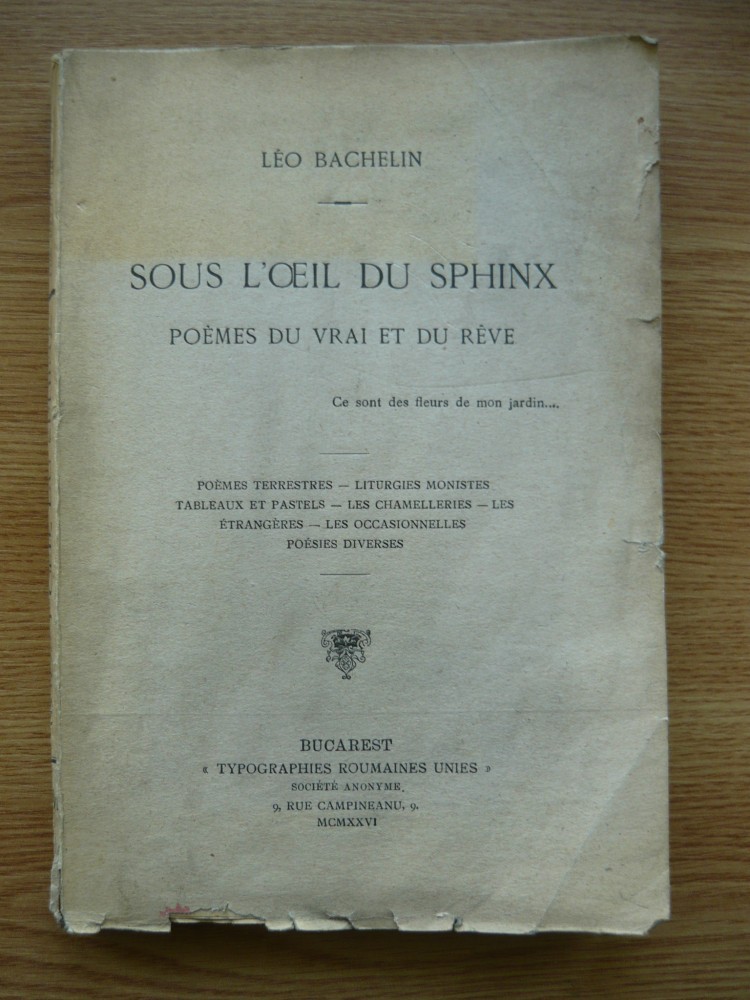 LÉO BACHELIN
SOUS L'ŒIL DU SPHINX
POÈMES DU VRAI ET DU RÊVE
Ce sont des fleurs de mon jardin....
POÈMES TERRESTRES — LITURGIES MONISTES
TABLEAUX ET PASTELS — LES CHAMELLERIES — LES
ÉTRANGÈRES — LES OCCASIONNELLES
POÉSIES DIVERSES
BUCAREST
« TYPOGRAPHIES ROUMAINES UNIES »
SOCIÉTÉ ANONYME.
9, RUE CAMPINEANU, 9.
MCMXXVI